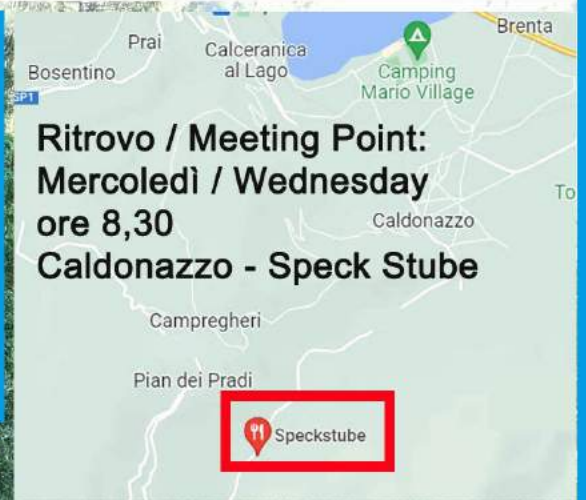 Brenta
Prai
Calceranica
al Lago
Bosentino
Camping
Mario Village
SP1
Ritrovo / Meeting Point:
Mercoledì / Wednesday
ore 8,30
To
Caldonazzo
Caldonazzo - Speck Stube
Campregheri
Pian dei Pradi
Speckstube